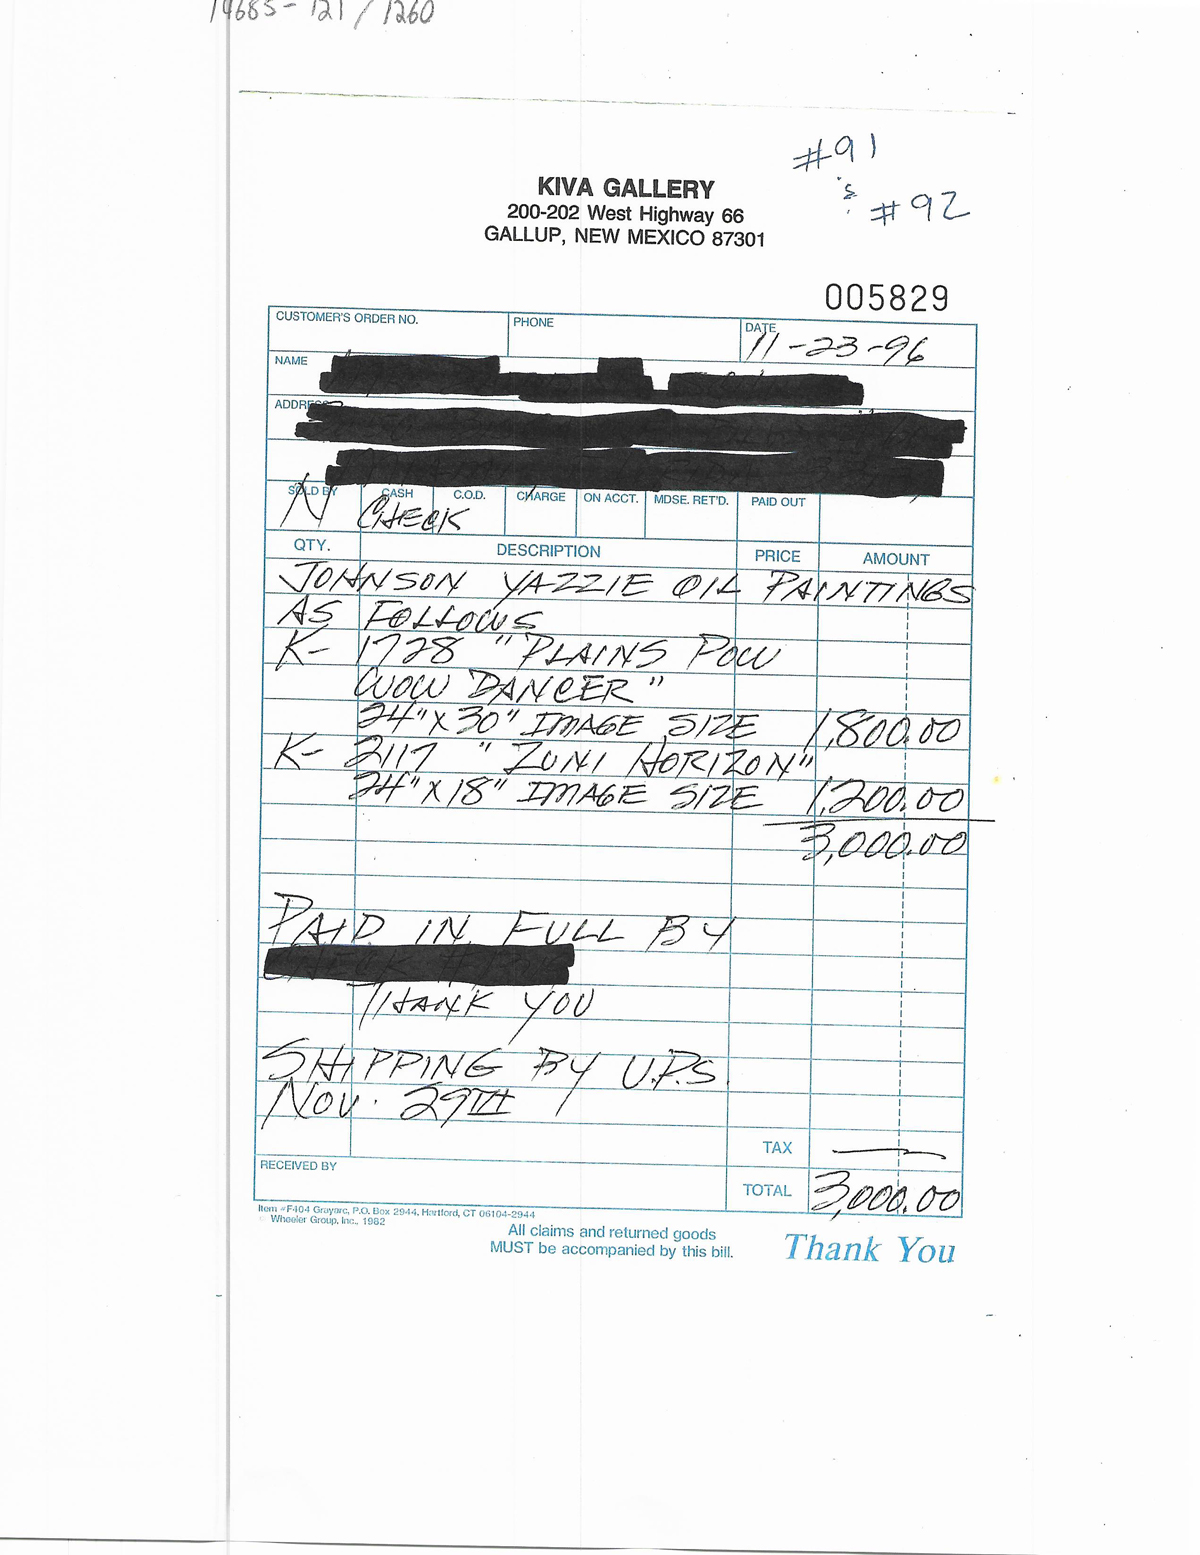 14685-121/1260
#91
&
#92
KIVA GALLERY
200-202 West Highway 66
GALLUP, NEW MEXICO 87301
005829
CUSTOMER'S ORDER NO. PHONE DATE 11-23-96
NAME
ADDRESS
SOLD BY CASH C.O.D. CHARGE ON ACCT. MDSE. RET'D. PAID OUT
N CHECK
QTY. DESCRIPTION PRICE AMOUNT
JOHNSON YAZZIE OIL PAINTINGS
AS FOLLOWS
K- 1728 "PLAINS POW
WOW DANCER"
24" X 30" IMAGE SIZE 1,800.00
K- 2117 "ZUNI HORIZON"
24" X 18" IMAGE SIZE 1,200.00
3,000.00
PAID IN FULL BY
THANK YOU
SHIPPING BY U.P.S.
NOV. 29TH
TAX —
RECEIVED BY TOTAL 3,000.00
Item #F404 Grayarc, P.O. Box 2944, Hartford, CT 06104-2944
© Wheeler Group, Inc., 1982
All claims and returned goods
MUST be accompanied by this bill.
Thank You